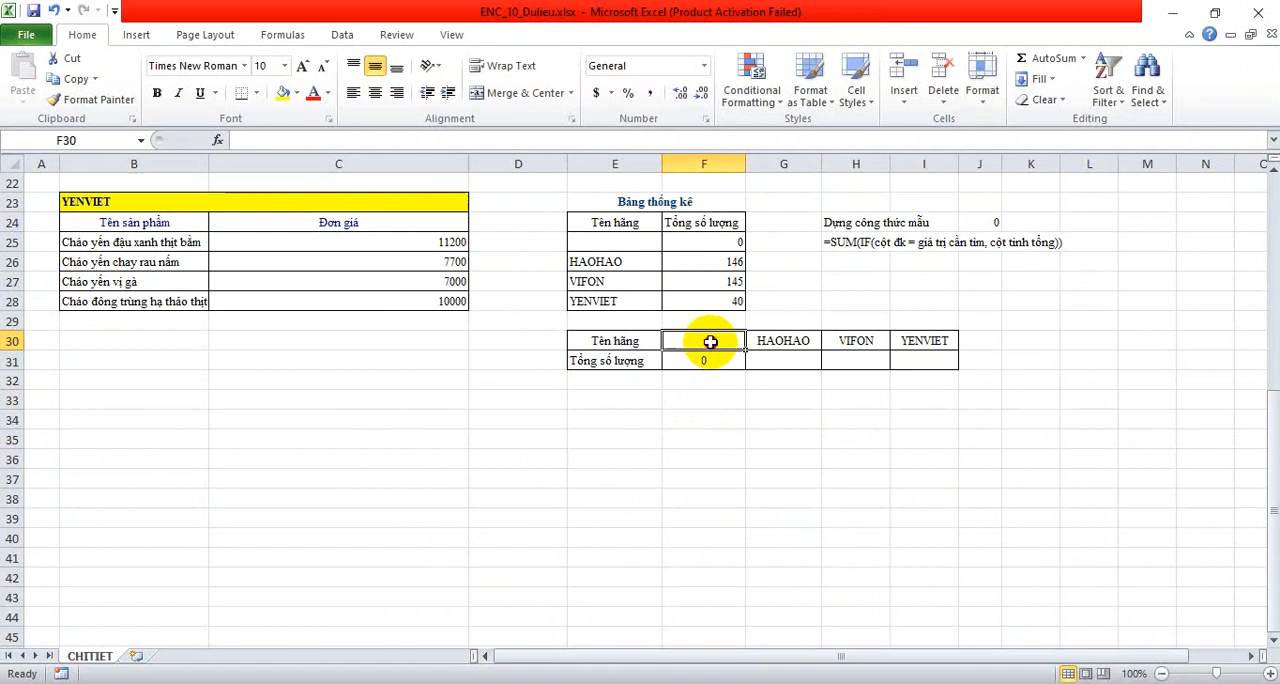 ENC_10_Dulieu.xlsx - Microsoft Excel (Product Activation Failed)
File Home Insert Page Layout Formulas Data Review View
Paste Cut Copy Format Painter
Times New Roman 10
B I U A
Wrap Text
Merge & Center
General
$ % ,
Conditional Formatting Format as Table Cell Styles
Insert Delete Format
AutoSum Fill Clear
Sort & Filter Find & Select
Clipboard Font Alignment Number Styles Cells Editing
F30 fx
A B C D E F G H I J K L M N
22
23 YENVIET Bảng thống kê
24 Tên sản phẩm Đơn giá Tên hãng Tổng số lượng Dựng công thức mẫu 0
25 Cháo yến đậu xanh thịt bằm 11200 0 =SUM(IF(cột đk = giá trị cần tìm, cột tính tổng))
26 Cháo yến chay rau nấm 7700 HAOHAO 146
27 Cháo yến vị gà 7000 VIFON 145
28 Cháo đông trùng hạ thảo thịt 10000 YENVIET 40
29
30 Tên hãng HAOHAO VIFON YENVIET
31 Tổng số lượng 0
32
33
34
35
36
37
38
39
40
41
42
43
44
45
CHITIET
Ready 100%